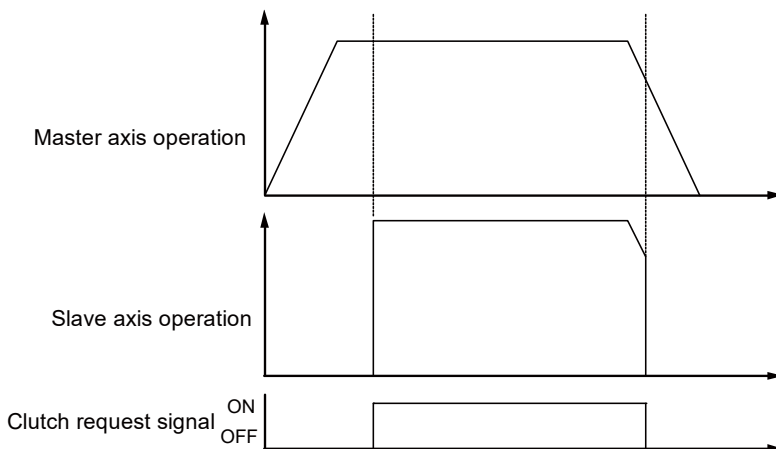 Master axis operation
Slave axis operation
ON
Clutch request signal
OFF